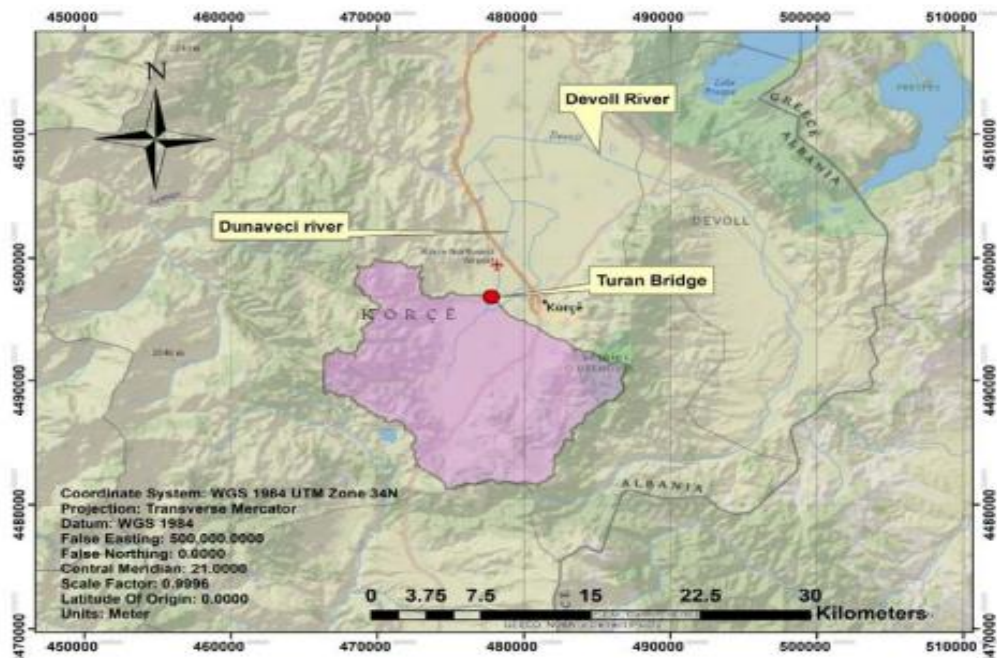 450000 460000 470000 480000 490000 500000 510000
N
Devoll River
GREECE
ALBANIA
4510000 4510000
Devoll
DEVOLL
Dunaveci river
4500000 4500000
Turan Bridge
Korçë
KORÇË
4490000 4490000
ALBANIA
Coordinate System: WGS 1984 UTM Zone 34N
Projection: Transverse Mercator
Datum: WGS 1984
False Easting: 500,000.0000
False Northing: 0.0000
Central Meridian: 21.0000
Scale Factor: 0.9996
Latitude Of Origin: 0.0000
Units: Meter
4480000 4480000
0 3.75 7.5 15 22.5 30
Kilometers
4470000 4470000
450000 460000 470000 480000 490000 500000 510000